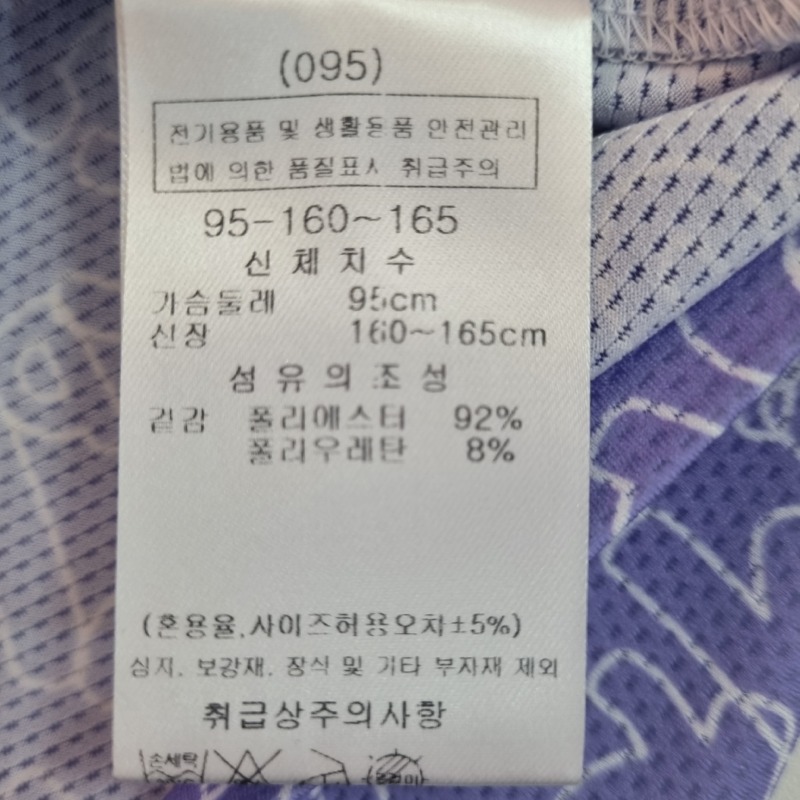 (095)
전기용품 및 생활용품 안전관리
법에 의한 품질표시 취급주의
95-160~165
신 체 치 수
가슴둘레 95cm
신장 160~165cm
섬 유 의 조 성
겉감 폴리에스터 92%
폴리우레탄 8%
(혼용율,사이즈허용오차±5%)
심지, 보강재, 장식 및 기타 부자재 제외
취급상주의사항
손세탁